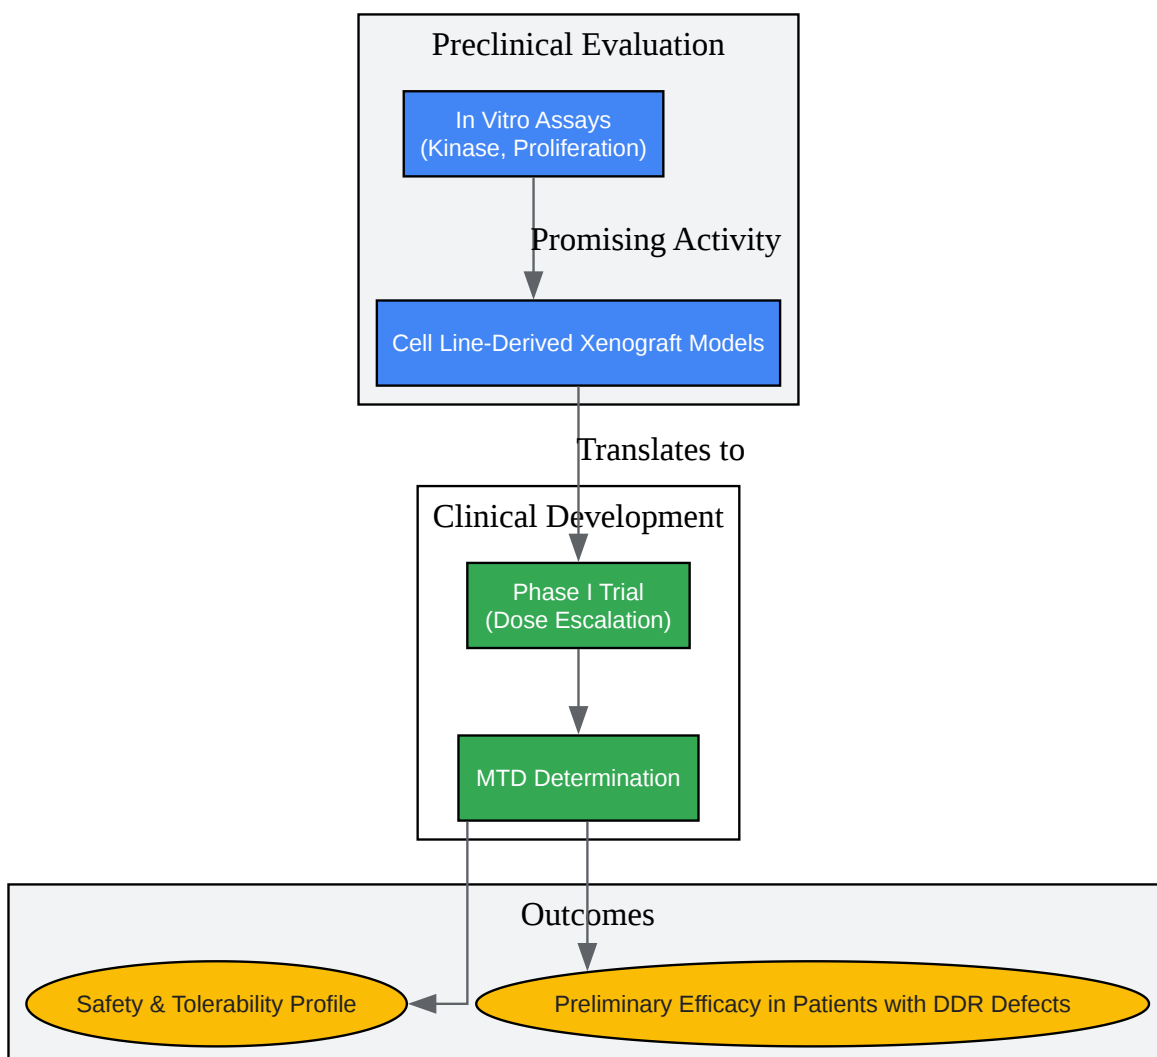 Preclinical Evaluation
In Vitro Assays
(Kinase, Proliferation)
Promising Activity
Cell Line-Derived Xenograft Models
Translates to
Clinical Development
Phase I Trial
(Dose Escalation)
MTD Determination
Outcomes
Safety & Tolerability Profile
Preliminary Efficacy in Patients with DDR Defects